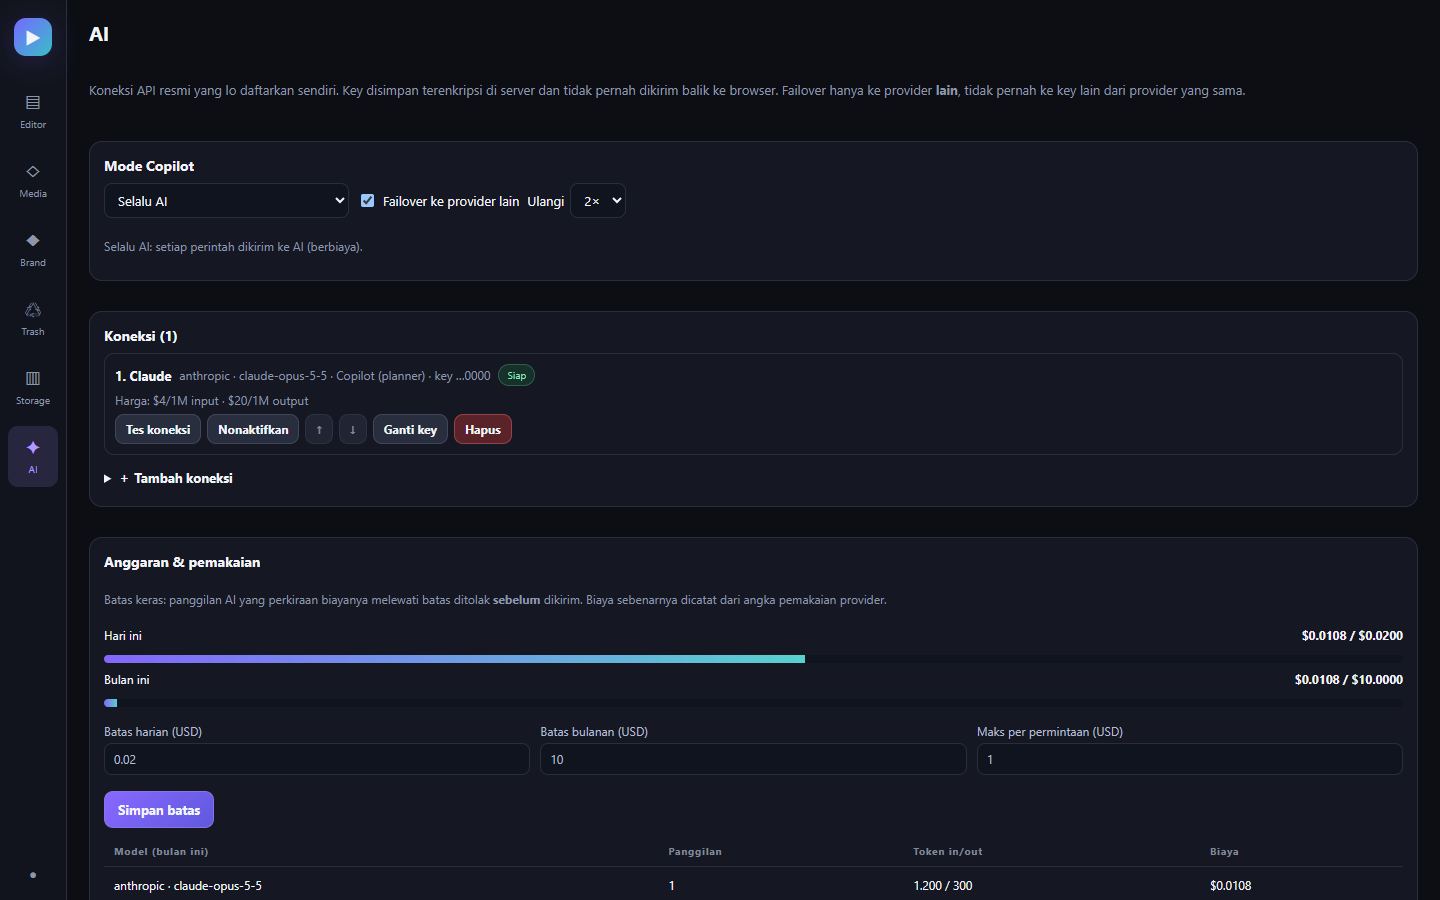 AI
Koneksi API resmi yang lo daftarkan sendiri. Key disimpan terenkripsi di server dan tidak pernah dikirim balik ke browser. Failover hanya ke provider lain, tidak pernah ke key lain dari provider yang sama.
Editor
Media
Brand
Trash
Storage
AI
Mode Copilot
Selalu AI
Failover ke provider lain Ulangi 2×
Selalu AI: setiap perintah dikirim ke AI (berbiaya).
Koneksi (1)
1. Claude anthropic · claude-opus-5-5 · Copilot (planner) · key …0000 Siap
Harga: $4/1M input · $20/1M output
Tes koneksi Nonaktifkan ↑ ↓ Ganti key Hapus
+ Tambah koneksi
Anggaran & pemakaian
Batas keras: panggilan AI yang perkiraan biayanya melewati batas ditolak sebelum dikirim. Biaya sebenarnya dicatat dari angka pemakaian provider.
Hari ini $0.0108 / $0.0200
Bulan ini $0.0108 / $10.0000
Batas harian (USD) Batas bulanan (USD) Maks per permintaan (USD)
0.02 10 1
Simpan batas
Model (bulan ini) Panggilan Token in/out Biaya
anthropic · claude-opus-5-5 1 1.200 / 300 $0.0108